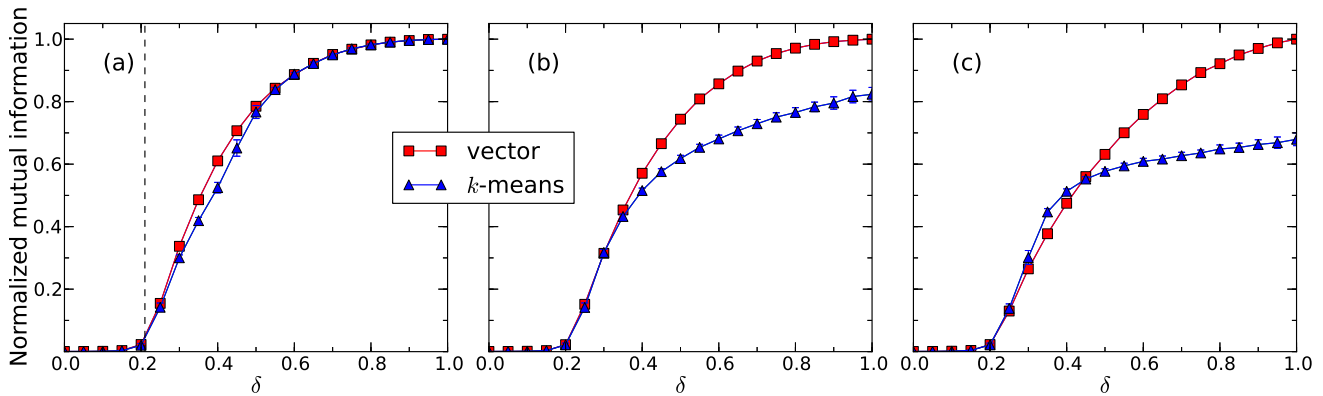 Normalized mutual information
1.0
0.8
0.6
0.4
0.2
(a)
(b)
(c)
vector
k-means
0.0 0.2 0.4 0.6 0.8 1.0
0.0 0.2 0.4 0.6 0.8 1.0
0.0 0.2 0.4 0.6 0.8 1.0
δ
δ
δ